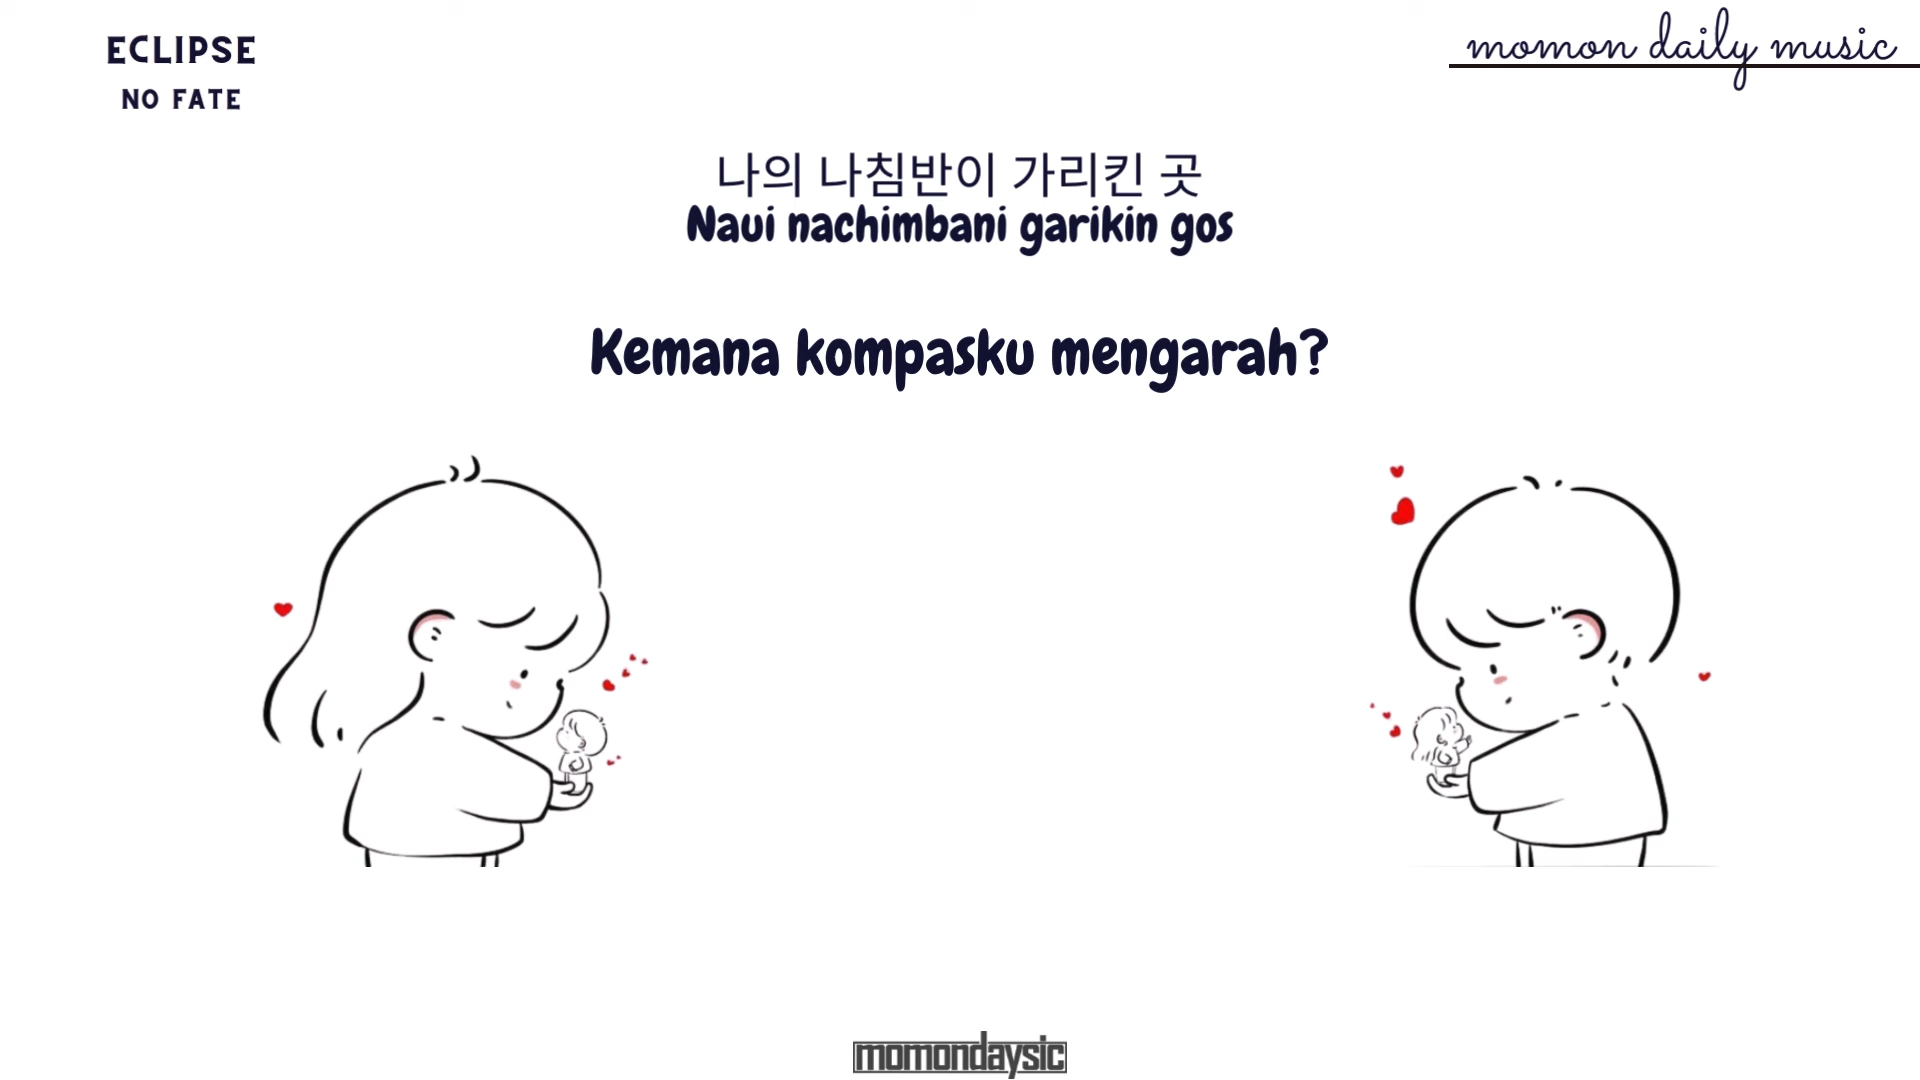 ECLIPSE
NO FATE
momon daily music
나의 나침반이 가리킨 곳
Naui nachimbani garikin gos
Kemana kompasku mengarah?
momondaysic